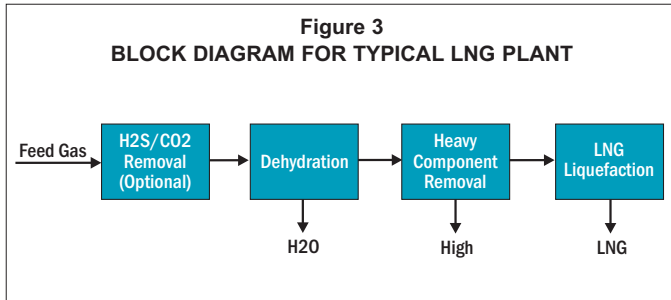 Figure 3
BLOCK DIAGRAM FOR TYPICAL LNG PLANT
Feed Gas
H2S/CO2
Removal
(Optional)
Dehydration
Heavy
Component
Removal
LNG
Liquefaction
H2O
High
LNG